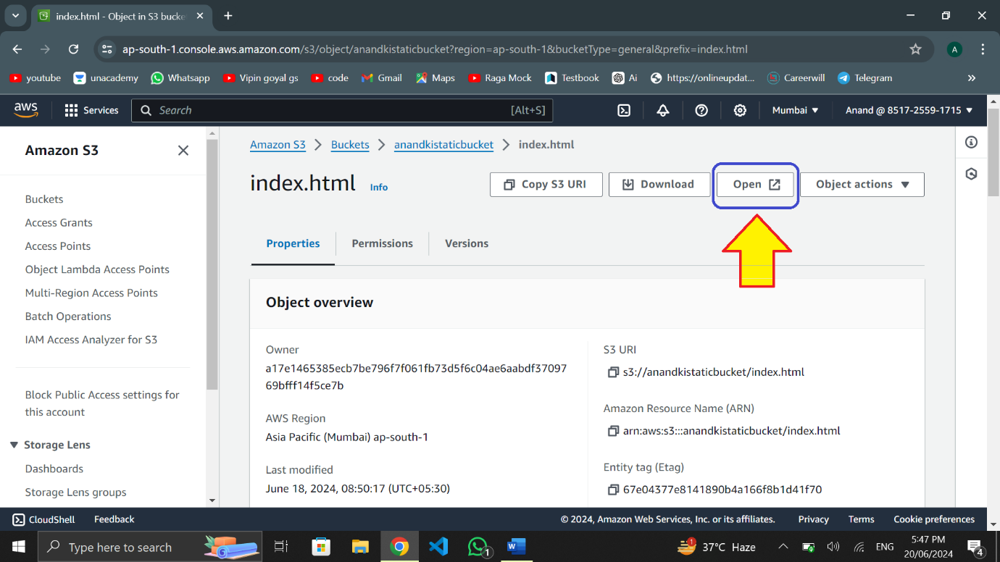 index.html - Object in S3 bucke
ap-south-1.console.aws.amazon.com/s3/object/anandkistaticbucket?region=ap-south-1&bucketType=general&prefix=index.html
A
youtube unacademy Whatsapp Vipin goyal gs code Gmail Maps Raga Mock Testbook Ai https://onlineupdat... Careerwill Telegram
aws Services Search [Alt+S] Mumbai Anand @ 8517-2559-1715
Amazon S3
Buckets
Access Grants
Access Points
Object Lambda Access Points
Multi-Region Access Points
Batch Operations
IAM Access Analyzer for S3
Block Public Access settings for
this account
Storage Lens
Dashboards
Storage Lens groups
Amazon S3 > Buckets > anandkistaticbucket > index.html
index.html Info Copy S3 URI Download Open Object actions
Properties Permissions Versions
Object overview
Owner
a17e1465385ecb7be796f7f061fb73d5f6c04ae6aabdf37097
69bfff14f5ce7b
AWS Region
Asia Pacific (Mumbai) ap-south-1
Last modified
June 18, 2024, 08:50:17 (UTC+05:30)
S3 URI
s3://anandkistaticbucket/index.html
Amazon Resource Name (ARN)
arn:aws:s3:::anandkistaticbucket/index.html
Entity tag (Etag)
67e04377e8141890b4a166f8b1d41f70
CloudShell Feedback © 2024, Amazon Web Services, Inc. or its affiliates. Privacy Terms Cookie preferences
Type here to search 1 1 37°C Haze ENG 5:47 PM 4
20/06/2024